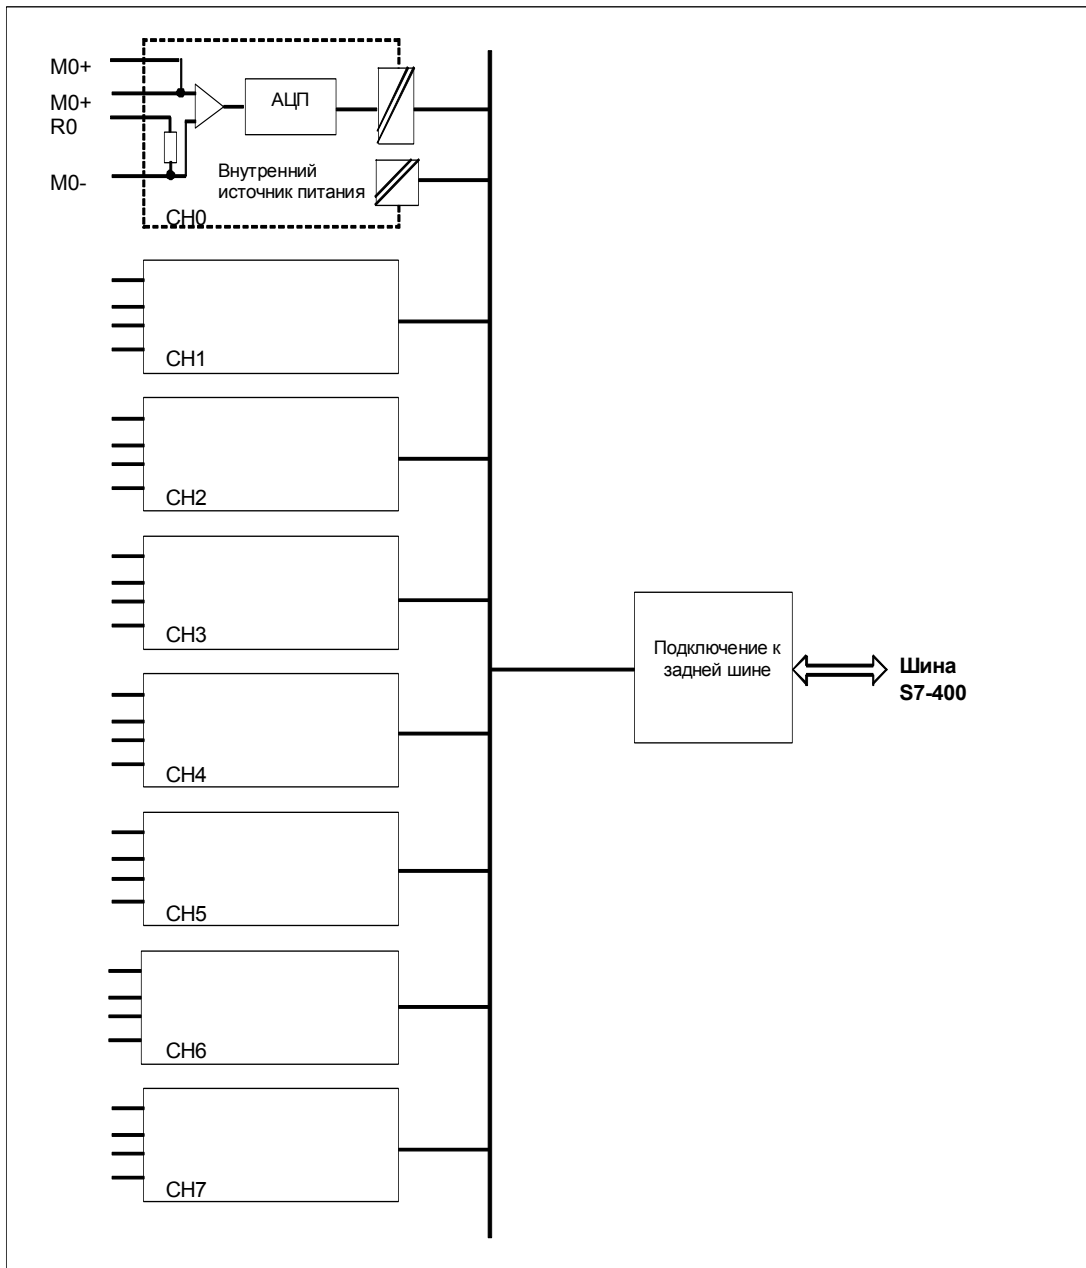 M0+
M0+
R0
M0-
АЦП
Внутренний
источник питания
CH0
CH1
CH2
CH3
CH4
CH5
CH6
CH7
Подключение к
задней шине
Шина
S7-400